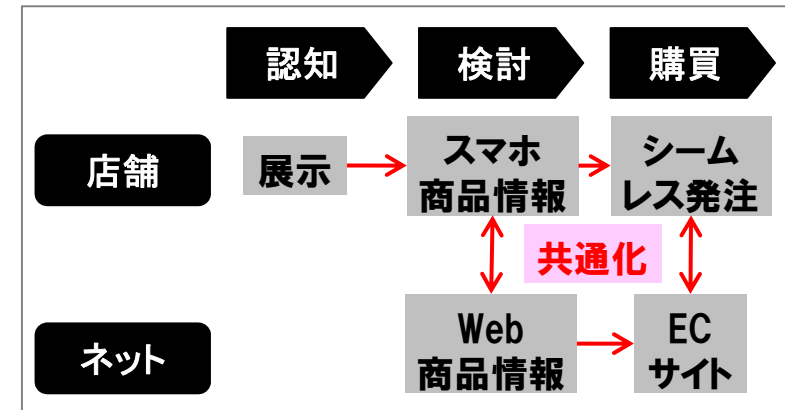 認知
検討
購買
店舗
展示
スマホ
商品情報
シーム
レス発注
共通化
ネット
Web
商品情報
EC
サイト